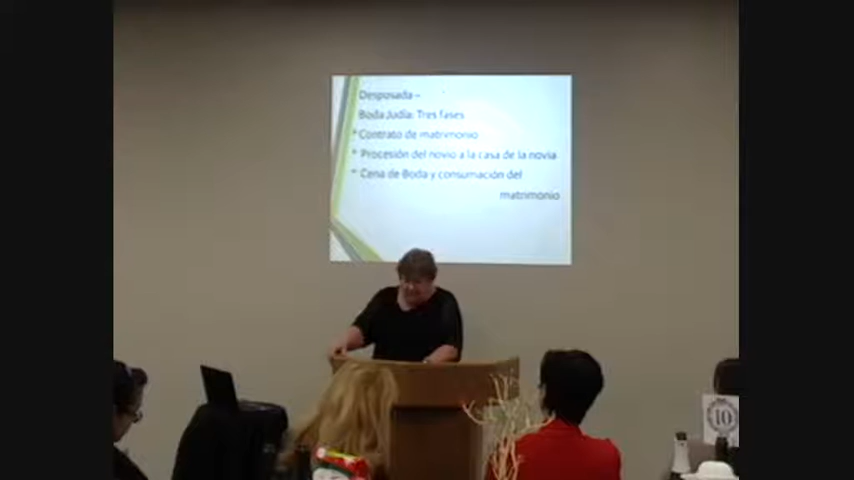 Desposada –
Boda Judía: Tres fases
* Contrato de matrimonio
* Procesión del novio a la casa de la novia
* Cena de Boda y consumación del
matrimonio
10